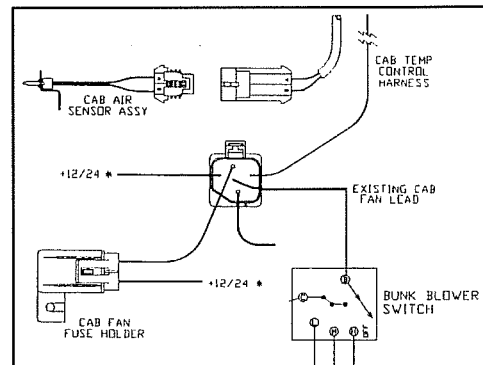 CAB TEMP
CONTROL
HARNESS
CAB AIR
SENSOR ASSY
+12/24 *
EXISTING CAB
FAN LEAD
+12/24 *
BUNK BLOWER
SWITCH
CAB FAN
FUSE HOLDER
B
C
L
M
H
OFF